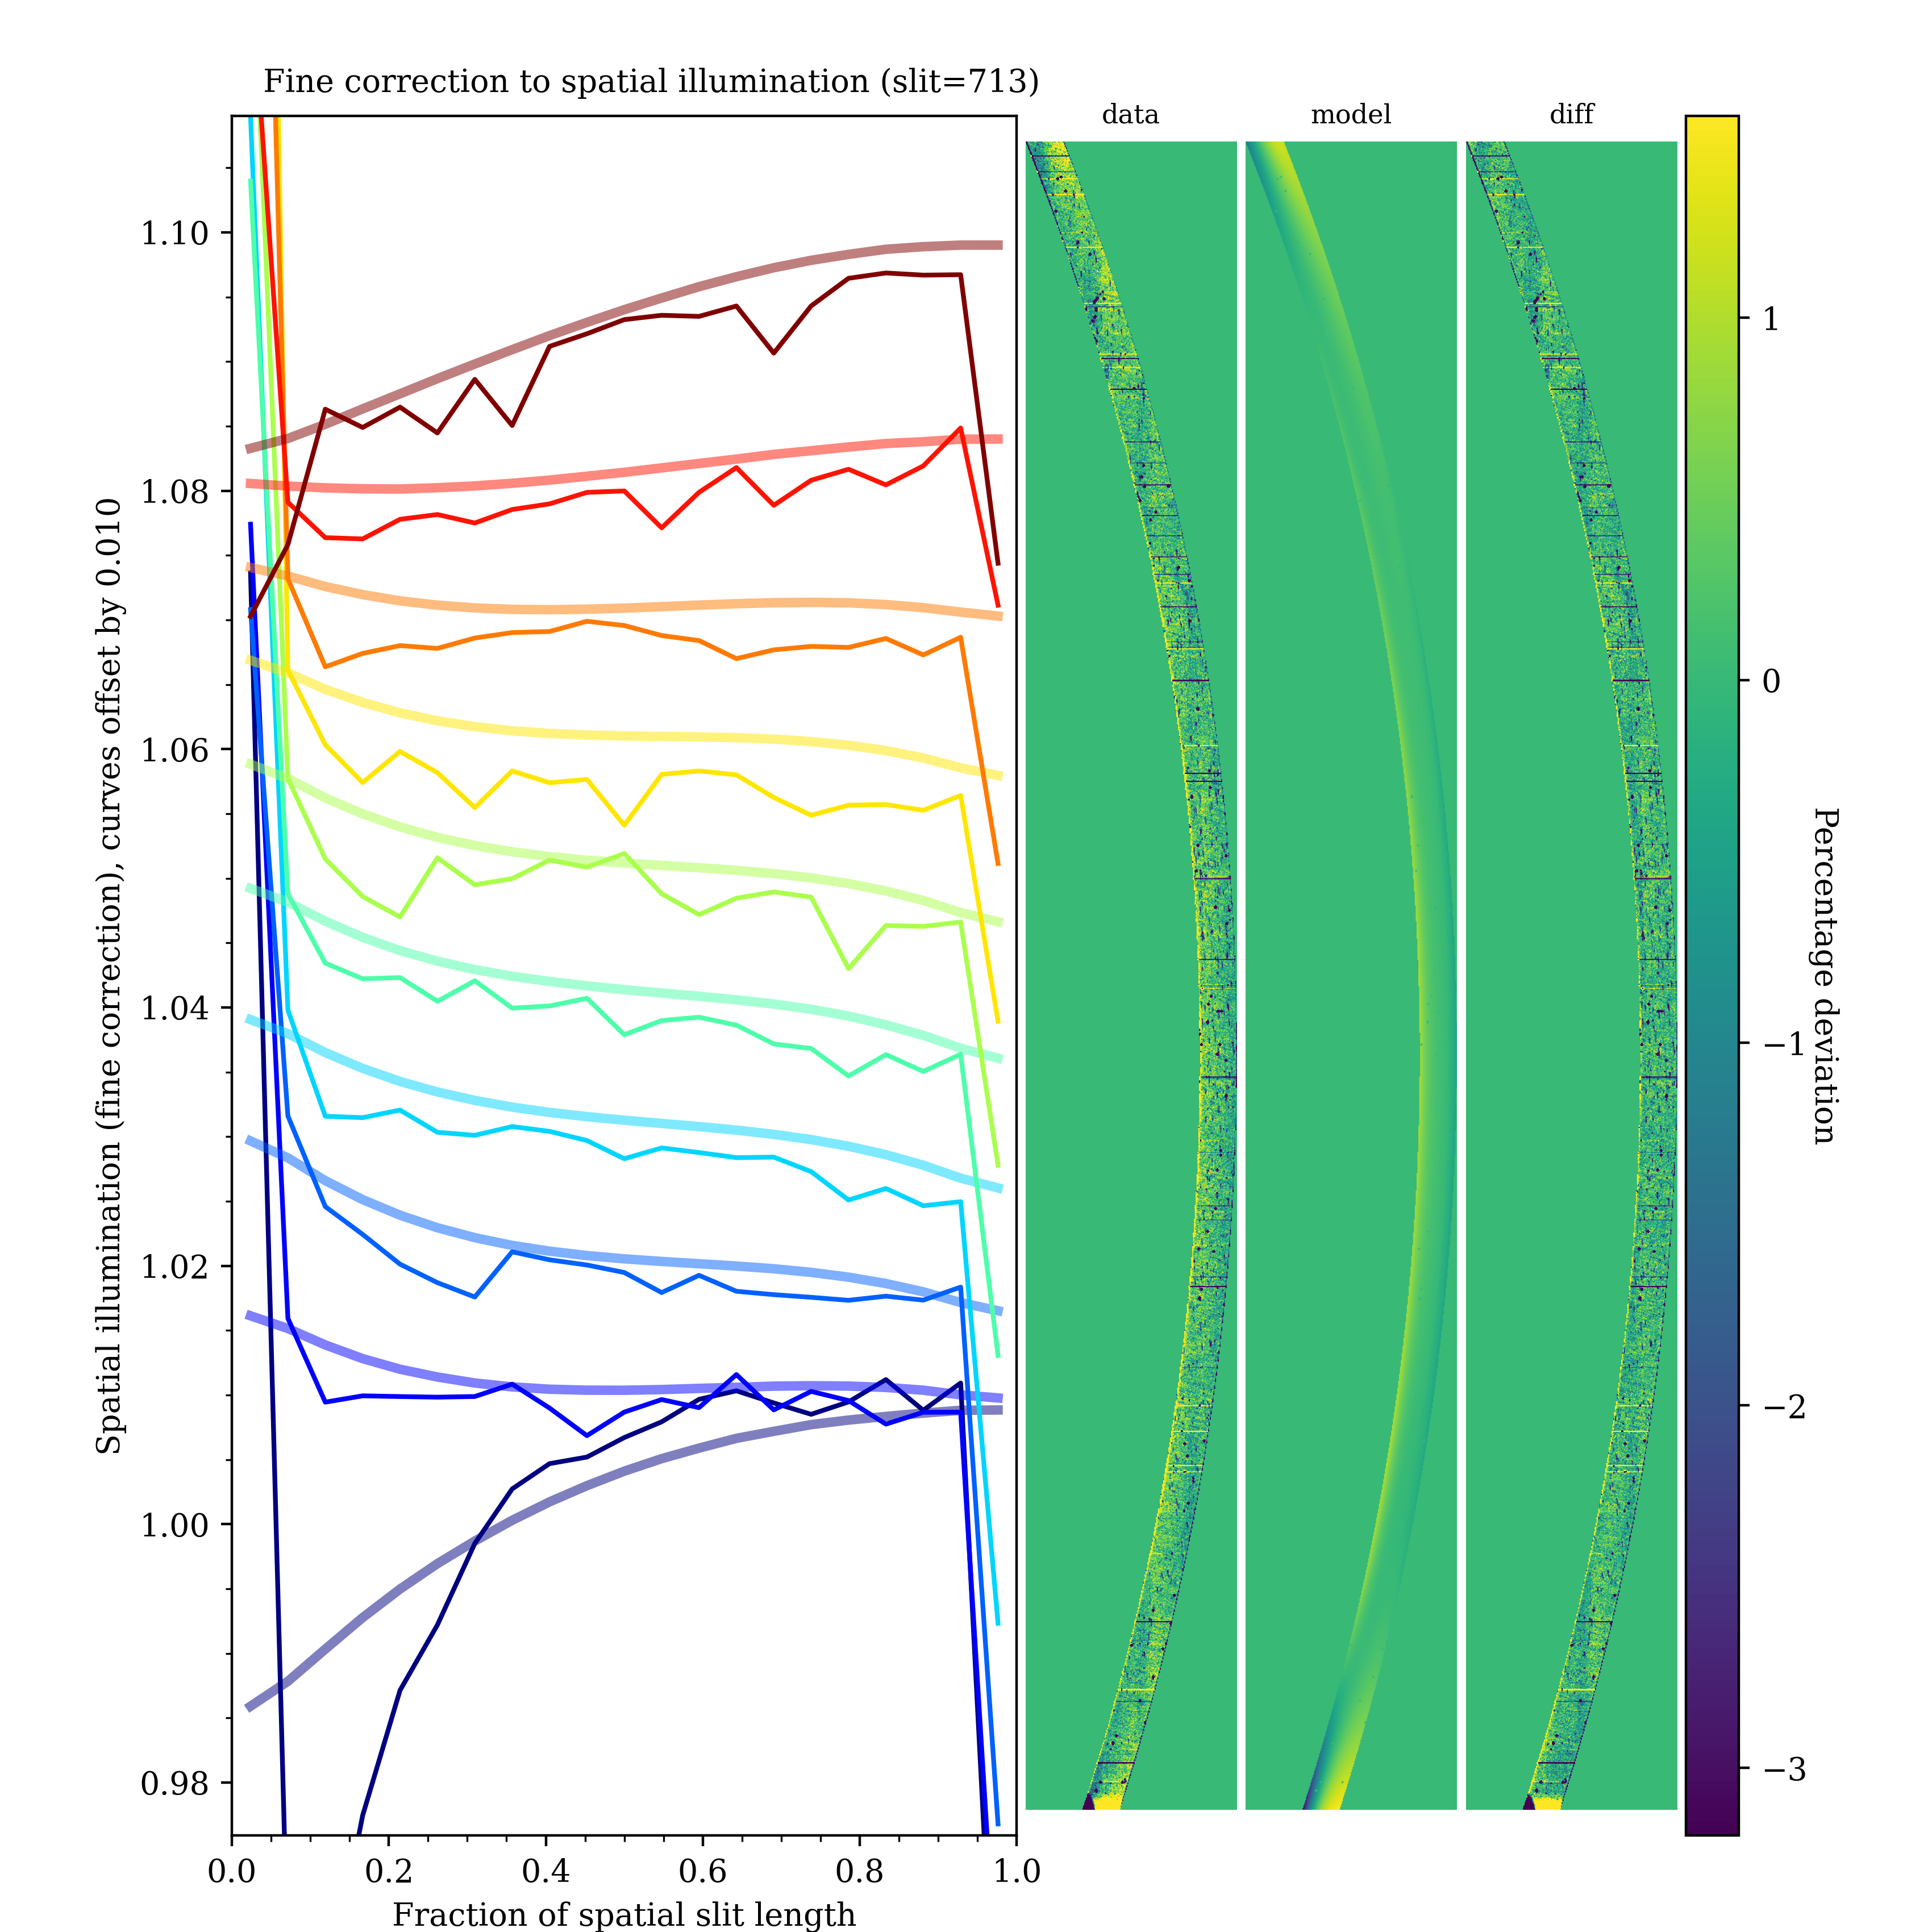 Fine correction to spatial illumination (slit=713)
data
model
diff
Spatial illumination (fine correction), curves offset by 0.010
1.10
1.08
1.06
1.04
1.02
1.00
0.98
0.0
0.2
0.4
0.6
0.8
1.0
Fraction of spatial slit length
1
0
−1
−2
−3
Percentage deviation